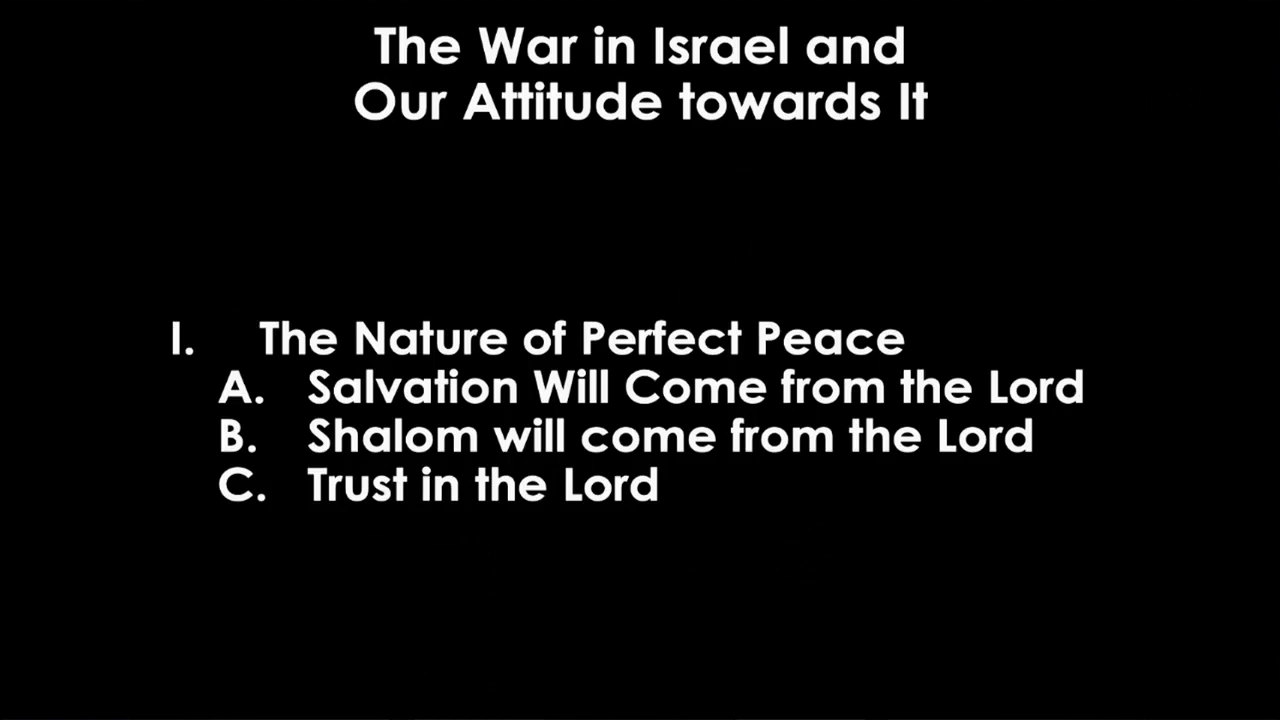 The War in Israel and
Our Attitude towards It
I. The Nature of Perfect Peace
A. Salvation Will Come from the Lord
B. Shalom will come from the Lord
C. Trust in the Lord